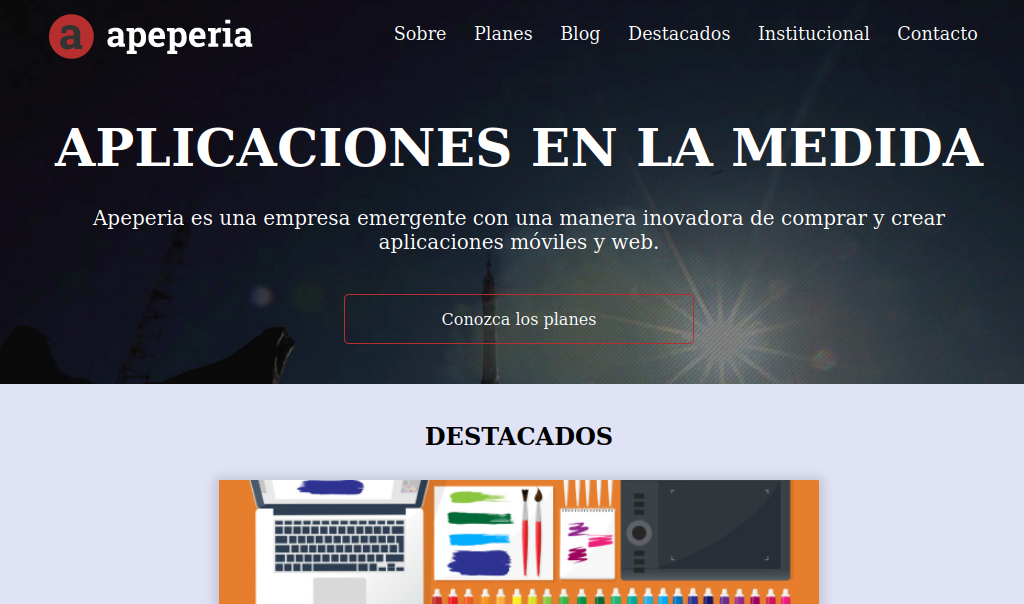 a apeperia
Sobre Planes Blog Destacados Institucional Contacto
APLICACIONES EN LA MEDIDA
Apeperia es una empresa emergente con una manera inovadora de comprar y crear
aplicaciones móviles y web.
Conozca los planes
DESTACADOS